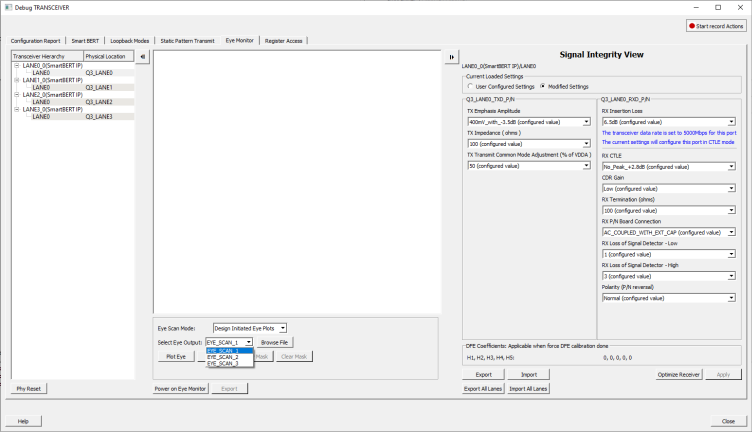 Debug TRANSCEIVER
Start record Actions
Configuration Report
Smart BERT
Loopback Modes
Static Pattern Transmit
Eye Monitor
Register Access
Transceiver Hierarchy Physical Location
LANE0_0(SmartBERT IP)
LANE0 Q3_LANE0
LANE1_0(SmartBERT IP)
LANE0 Q3_LANE1
LANE2_0(SmartBERT IP)
LANE0 Q3_LANE2
LANE3_0(SmartBERT IP)
LANE0 Q3_LANE3
Phy Reset
Eye Scan Mode: Design Initiated Eye Plots
Select Eye Output: EYE_SCAN_1 Browse File
EYE_SCAN_1
EYE_SCAN_2
EYE_SCAN_3
Plot Eye Mask Clear Mask
Power on Eye Monitor Export
Signal Integrity View
LANE0_0(SmartBERT IP)/LANE0
Current Loaded Settings
User Configured Settings Modified Settings
Q3_LANE0_TXD_P/N
TX Emphasis Amplitude
400mV_with_-3.5dB (configured value)
TX Impedance ( ohms )
100 (configured value)
TX Transmit Common Mode Adjustment (% of VDDA )
50 (configured value)
Q3_LANE0_RXD_P/N
RX Insertion Loss
6.5dB (configured value)
The transceiver data rate is set to 5000Mbps for this port
The current settings will configure this port in CTLE mode
RX CTLE
No_Peak_+2.8dB (configured value)
CDR Gain
Low (configured value)
RX Termination (ohms)
100 (configured value)
RX P/N Board Connection
AC_COUPLED_WITH_EXT_CAP (configured value)
RX Loss of Signal Detector - Low
1 (configured value)
RX Loss of Signal Detector - High
3 (configured value)
Polarity (P/N reversal)
Normal (configured value)
DFE Coefficients: Applicable when force DFE calibration done
H1, H2, H3, H4, H5: 0, 0, 0, 0, 0
Export Import Optimize Receiver Apply
Export All Lanes Import All Lanes
Help Close